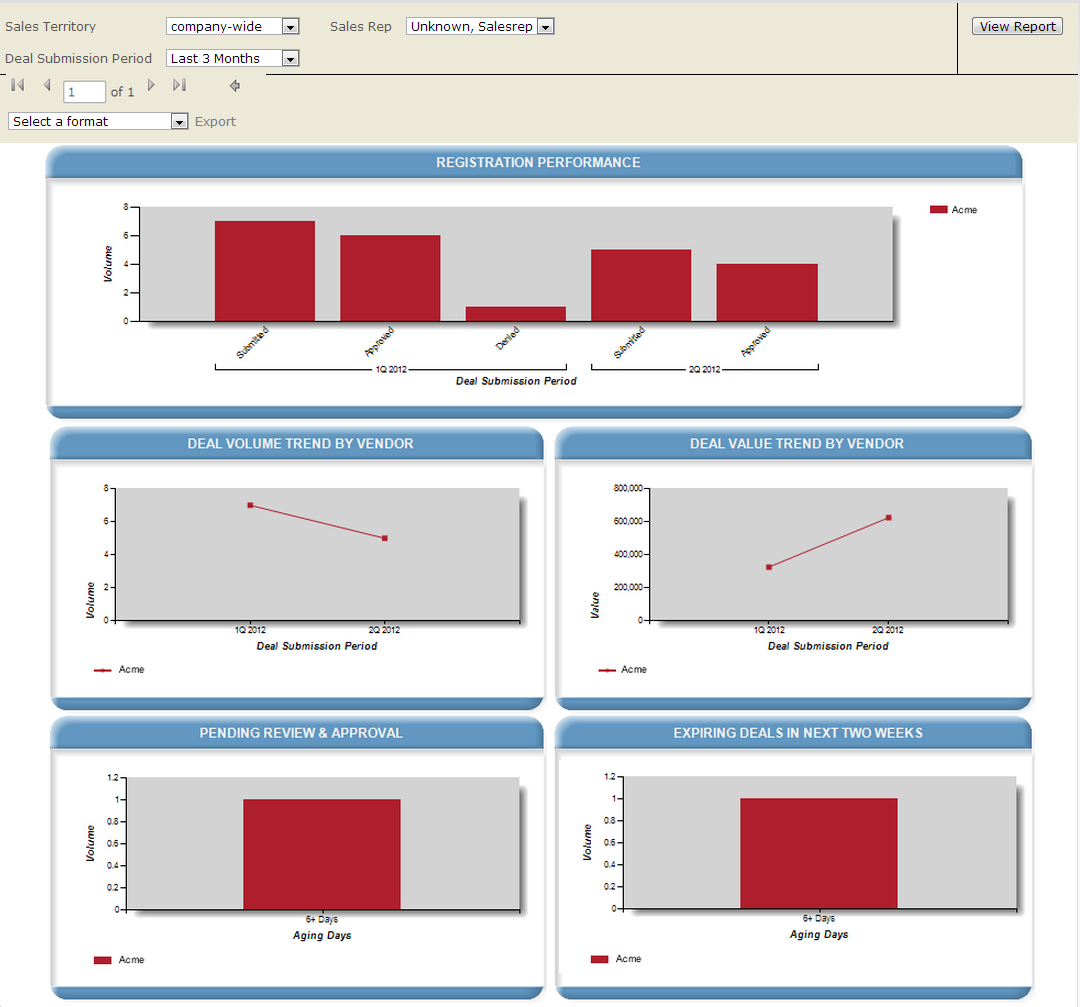 Sales Territory company-wide Sales Rep Unknown, Salesrep View Report
Deal Submission Period Last 3 Months
1 of 1
Select a format Export
REGISTRATION PERFORMANCE
8
6
4
2
0
Volume
Submitted Approved Denied Submitted Approved
1Q 2012 2Q 2012
Deal Submission Period
Acme
DEAL VOLUME TREND BY VENDOR
8
6
4
2
0
Volume
1Q 2012 2Q 2012
Deal Submission Period
Acme
DEAL VALUE TREND BY VENDOR
800,000
600,000
400,000
200,000
0
Value
1Q 2012 2Q 2012
Deal Submission Period
Acme
PENDING REVIEW & APPROVAL
1.2
1
0.8
0.6
0.4
0.2
0
Volume
6+ Days
Aging Days
Acme
EXPIRING DEALS IN NEXT TWO WEEKS
1.2
1
0.8
0.6
0.4
0.2
0
Volume
6+ Days
Aging Days
Acme